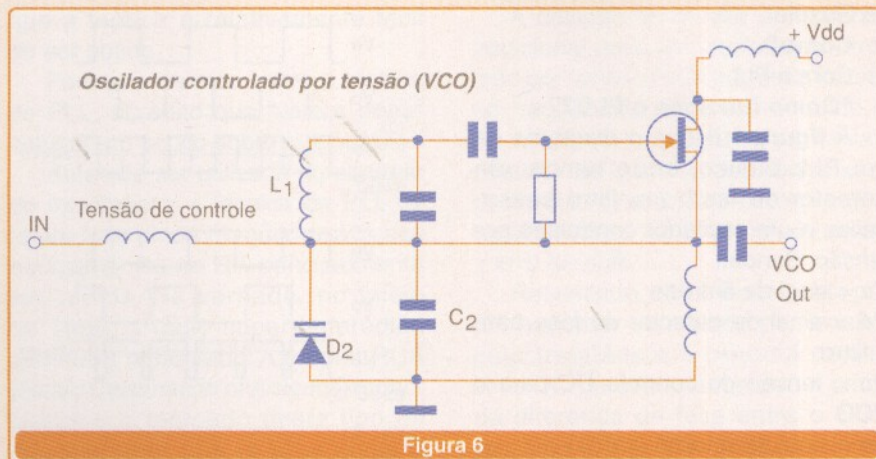 + Vdd
Oscilador controlado por tensão (VCO)
L1
IN
Tensão de controle
VCO
Out
C2
D2
Figura 6